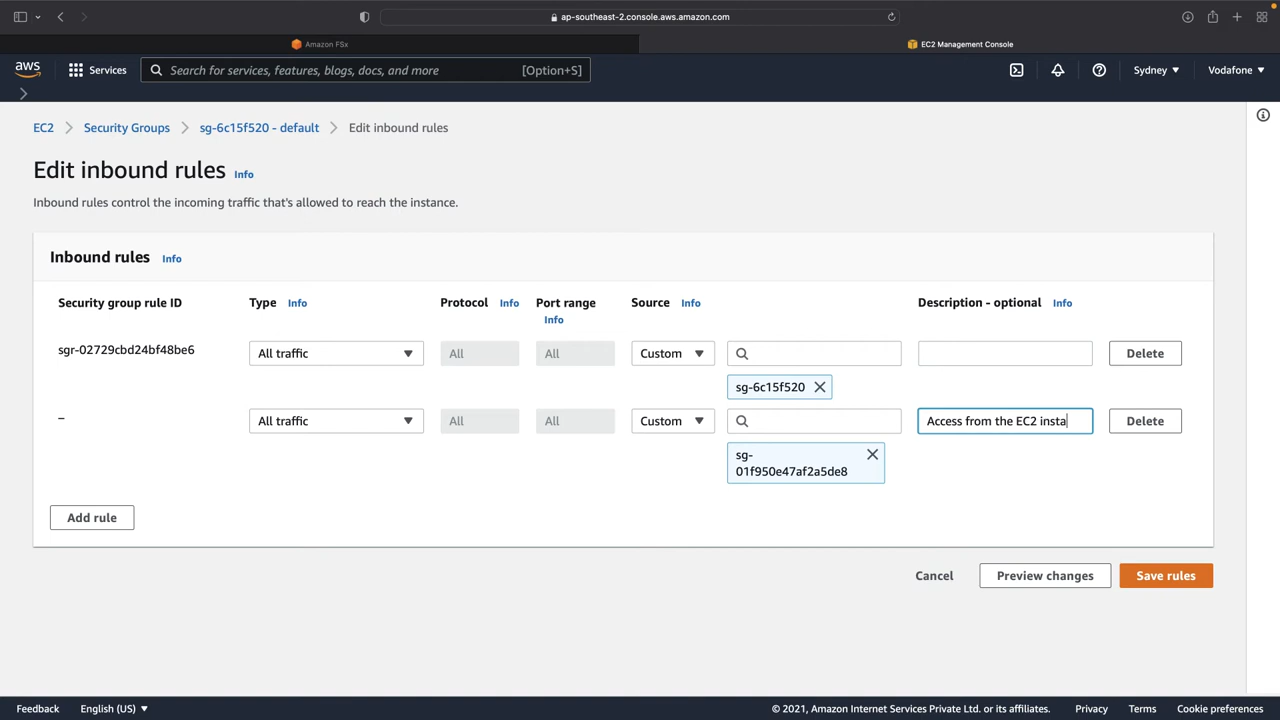 ap-southeast-2.console.aws.amazon.com
Amazon FSx
EC2 Management Console
aws
Services
Search for services, features, blogs, docs, and more
[Option+S]
Sydney
Vodafone
EC2
Security Groups
sg-6c15f520 - default
Edit inbound rules
Edit inbound rules Info
Inbound rules control the incoming traffic that's allowed to reach the instance.
Inbound rules Info
Security group rule ID
Type Info
Protocol Info
Port range
Info
Source Info
Description - optional Info
sgr-02729cbd24bf48be6
All traffic
All
All
Custom
Delete
sg-6c15f520
–
All traffic
All
All
Custom
Access from the EC2 insta
Delete
sg-
01f950e47af2a5de8
Add rule
Cancel
Preview changes
Save rules
Feedback
English (US)
© 2021, Amazon Internet Services Private Ltd. or its affiliates.
Privacy
Terms
Cookie preferences